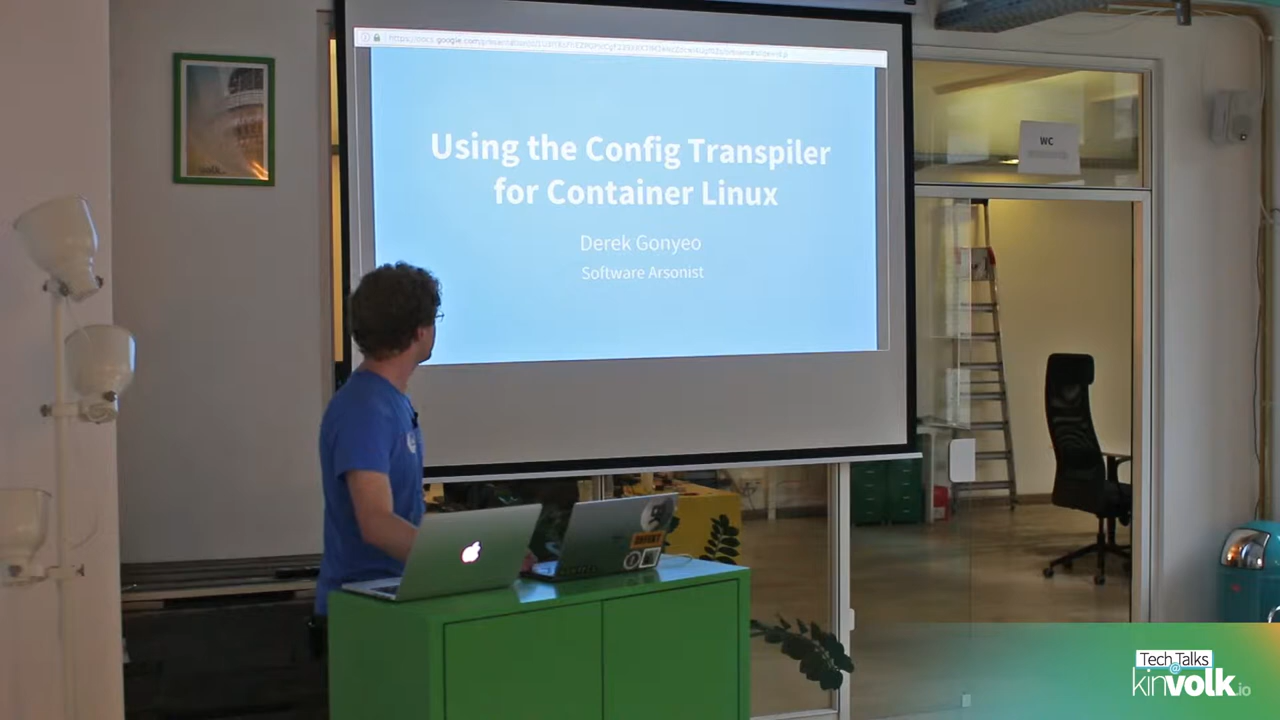 Using the Config Transpiler
for Container Linux
Derek Gonyeo
Software Arsonist
WC
Tech Talks
@
kinvolk.io